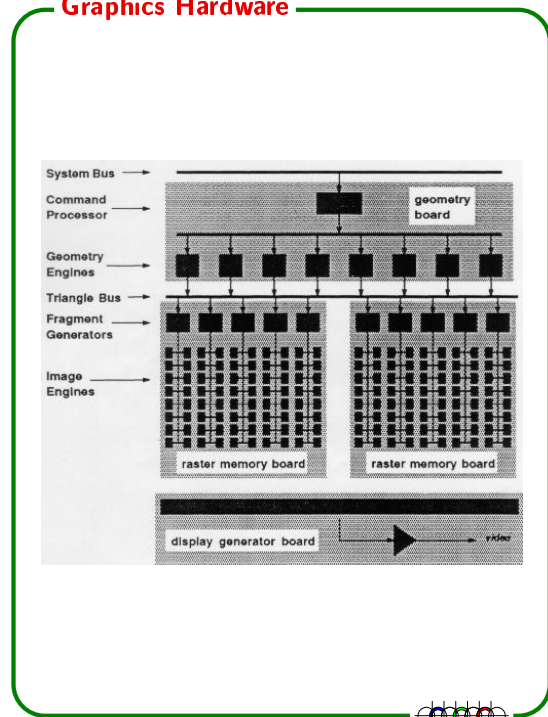 Graphics Hardware
System Bus
Command
Processor
geometry
board
Geometry
Engines
Triangle Bus
Fragment
Generators
Image
Engines
raster memory board
raster memory board
display generator board
video